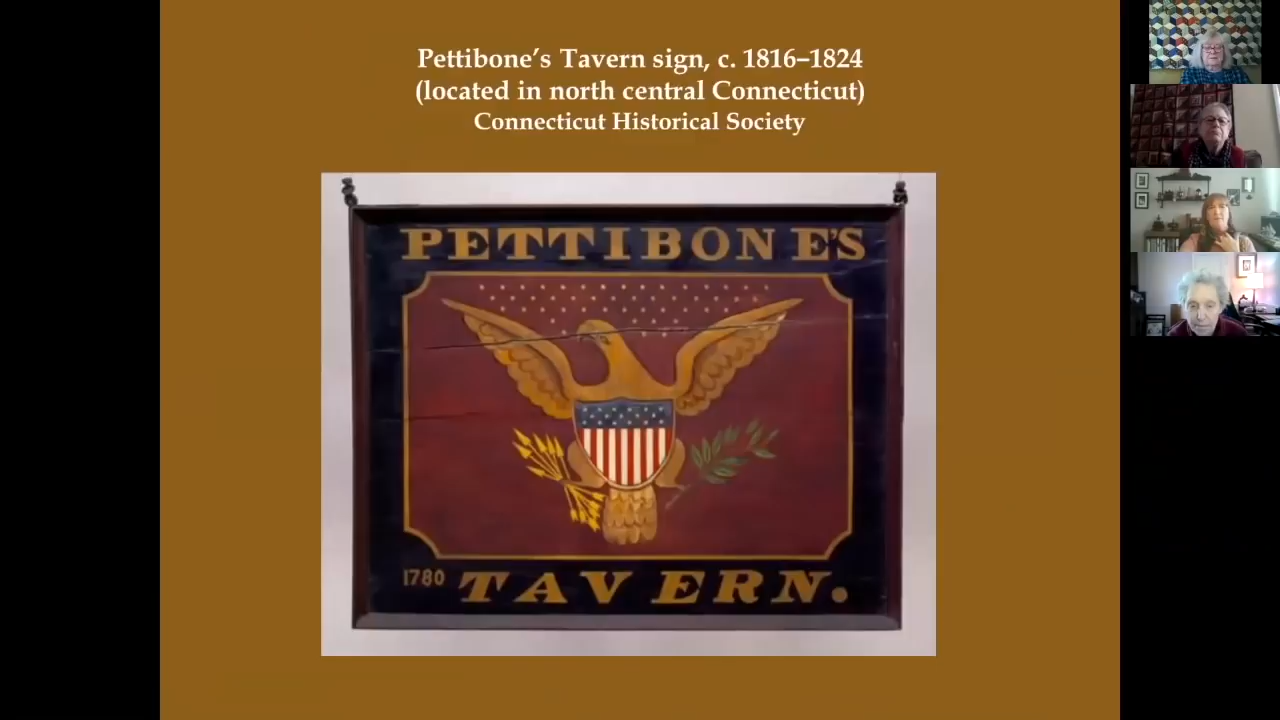 Pettibone’s Tavern sign, c. 1816–1824
(located in north central Connecticut)
Connecticut Historical Society
PETTIBONE'S
1780 TAVERN.